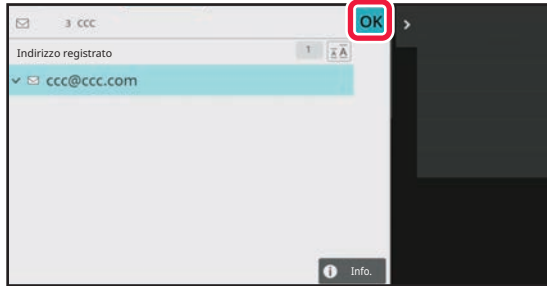 3 ccc
OK
Indirizzo registrato
1
A A
ccc@ccc.com
i Info.